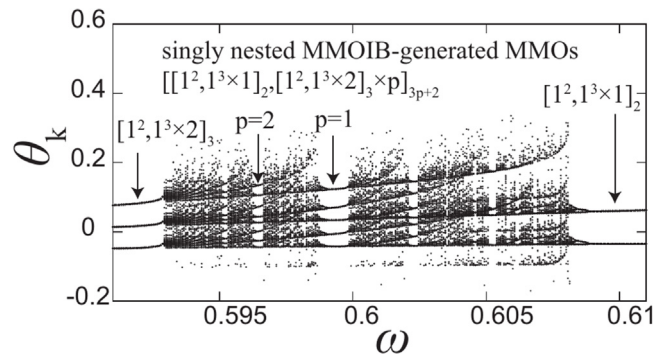 0.6
singly nested MMOIB-generated MMOs
[[1²,1³×1]₂,[1²,1³×2]₃×p]₃ₚ₊₂
0.4
[1²,1³×1]₂
[1²,1³×2]₃
p=2
p=1
θk
0.2
0
-0.2
0.595
0.6
0.605
0.61
ω